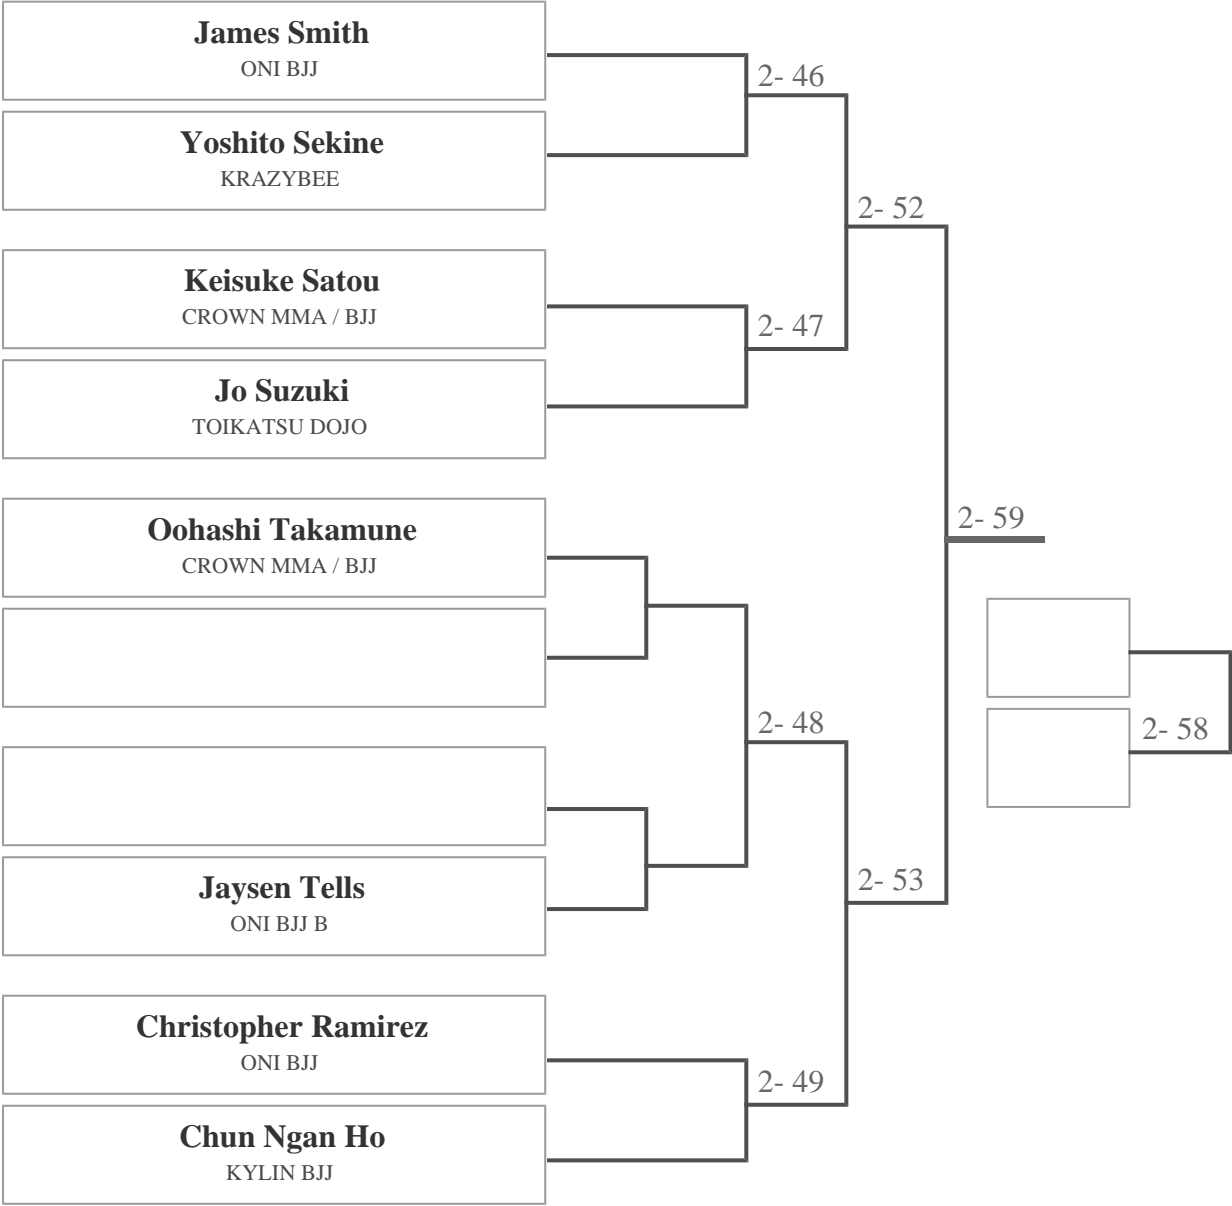 James Smith
ONI BJJ
2- 46
Yoshito Sekine
KRAZYBEE
2- 52
Keisuke Satou
CROWN MMA / BJJ
2- 47
Jo Suzuki
TOIKATSU DOJO
Oohashi Takamune
CROWN MMA / BJJ
2- 59
2- 48
2- 58
Jaysen Tells
ONI BJJ B
2- 53
Christopher Ramirez
ONI BJJ
2- 49
Chun Ngan Ho
KYLIN BJJ